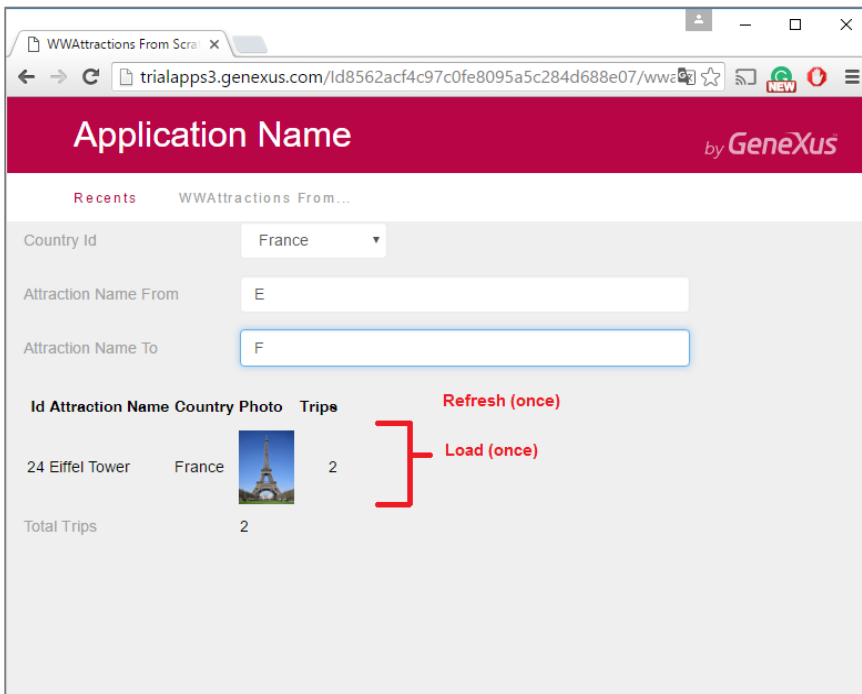 WWAttractions From Scra
trialapps3.genexus.com/Id8562acf4c97c0fe8095a5c284d688e07/wwa
NEW
Application Name
by GeneXus
Recents WWAttractions From...
Country Id France
Attraction Name From E
Attraction Name To F
Id Attraction Name Country Photo Trips Refresh (once)
Load (once)
24 Eiffel Tower France 2
Total Trips 2